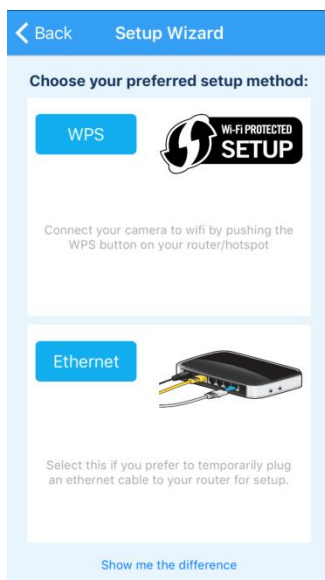 Back Setup Wizard
Choose your preferred setup method:
WPS
Wi-Fi PROTECTED
SETUP
Connect your camera to wifi by pushing the
WPS button on your router/hotspot
Ethernet
Select this if you prefer to temporarily plug
an ethernet cable to your router for setup.
Show me the difference